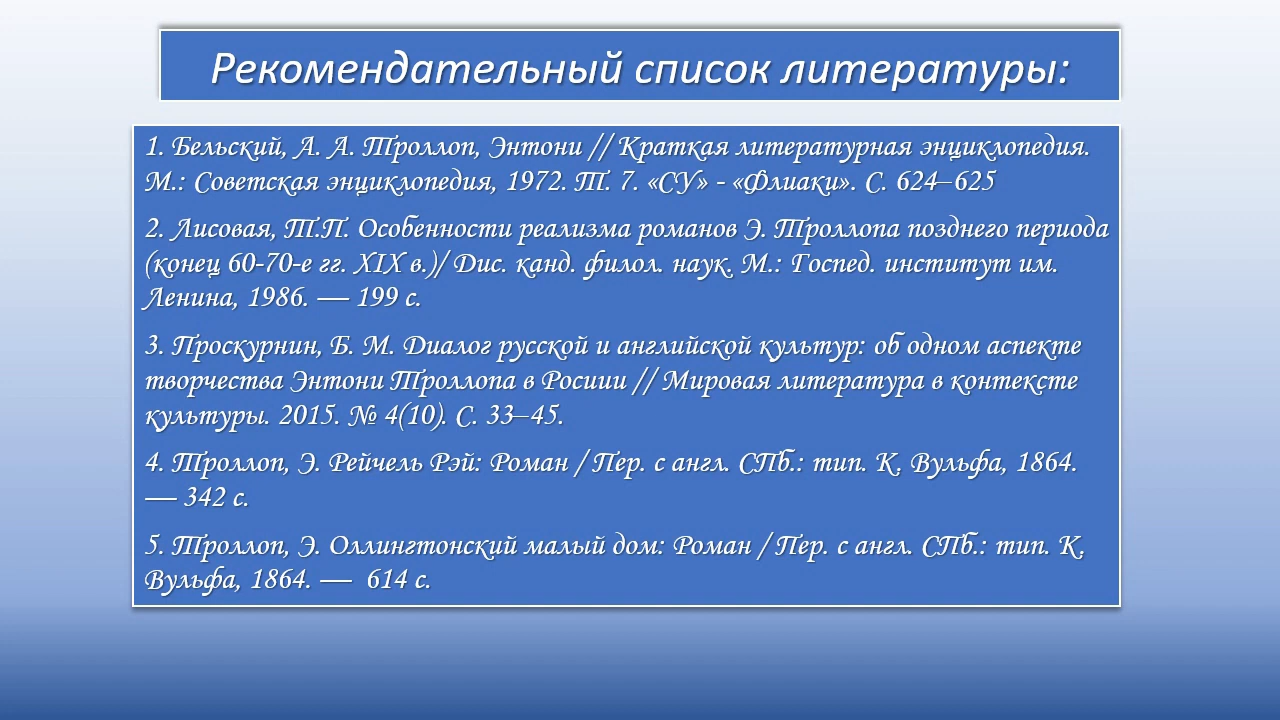 Рекомендательный список литературы:
1. Бельский, А. А. Троллоп, Энтони // Краткая литературная энциклопедия.
М.: Советская энциклопедия, 1972. Т. 7. «СУ» - «Флиаки». С. 624–625
2. Лисовая, Т.П. Особенности реализма романов Э. Троллопа позднего периода
(конец 60-70-е гг. XIX в.)/ Дис. канд. филол. наук. М.: Госпед. институт им.
Ленина, 1986. — 199 с.
3. Проскурнин, Б. М. Диалог русской и английской культур: об одном аспекте
творчества Энтони Троллопа в Росиии // Мировая литература в контексте
культуры. 2015. № 4(10). С. 33–45.
4. Троллоп, Э. Рейчель Рэй: Роман / Пер. с англ. СПб.: тип. К. Вульфа, 1864.
— 342 с.
5. Троллоп, Э. Оллингтонский малый дом: Роман / Пер. с англ. СПб.: тип. К.
Вульфа, 1864. — 614 с.